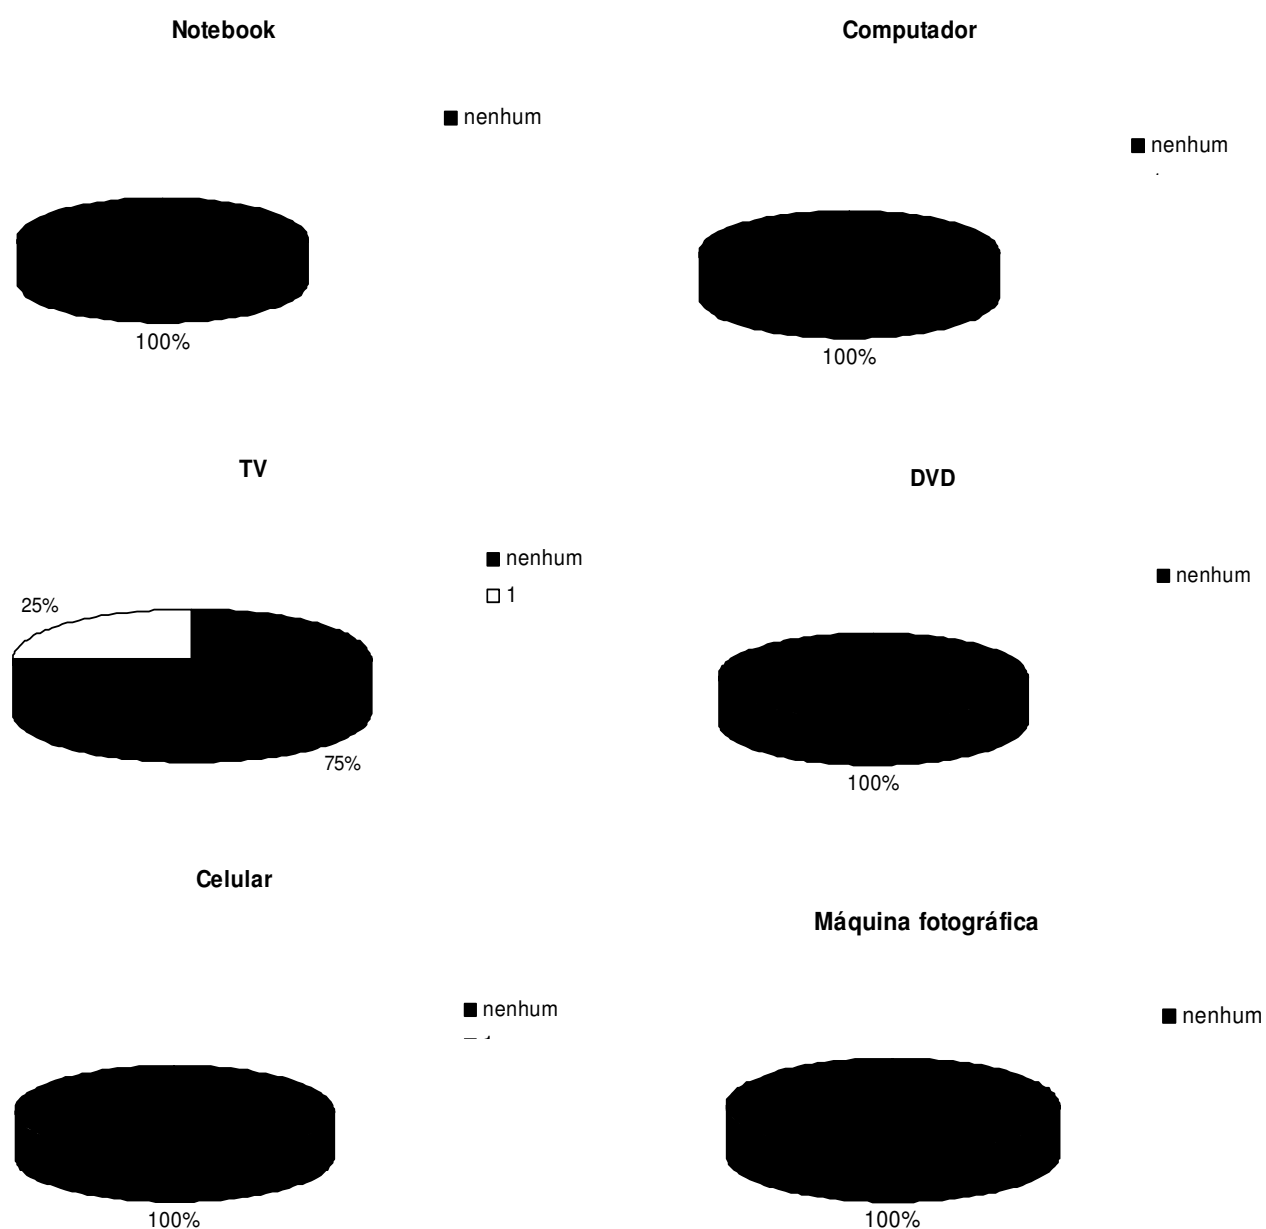 Notebook
nenhum
100%
Computador
nenhum
100%
TV
nenhum
1
25%
75%
DVD
nenhum
100%
Celular
nenhum
100%
Máquina fotográfica
nenhum
100%